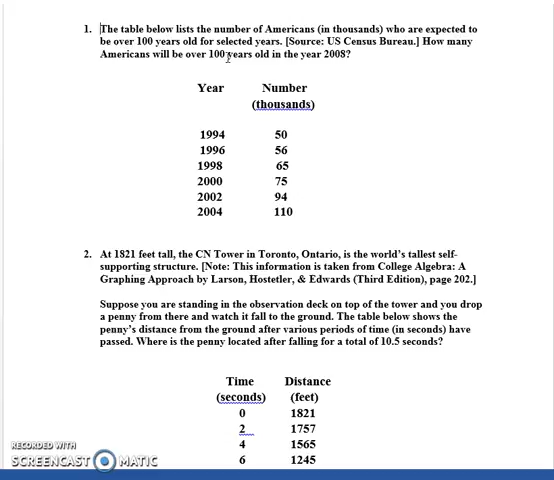 1. The table below lists the number of Americans (in thousands) who are expected to
be over 100 years old for selected years. [Source: US Census Bureau.] How many
Americans will be over 100 years old in the year 2008?
Year Number
(thousands)
1994 50
1996 56
1998 65
2000 75
2002 94
2004 110
2. At 1821 feet tall, the CN Tower in Toronto, Ontario, is the world's tallest self-
supporting structure. [Note: This information is taken from College Algebra: A
Graphing Approach by Larson, Hostetler, & Edwards (Third Edition), page 202.]
Suppose you are standing in the observation deck on top of the tower and you drop
a penny from there and watch it fall to the ground. The table below shows the
penny's distance from the ground after various periods of time (in seconds) have
passed. Where is the penny located after falling for a total of 10.5 seconds?
Time Distance
(seconds) (feet)
0 1821
2 1757
4 1565
6 1245
RECORDED WITH
SCREENCAST MATIC